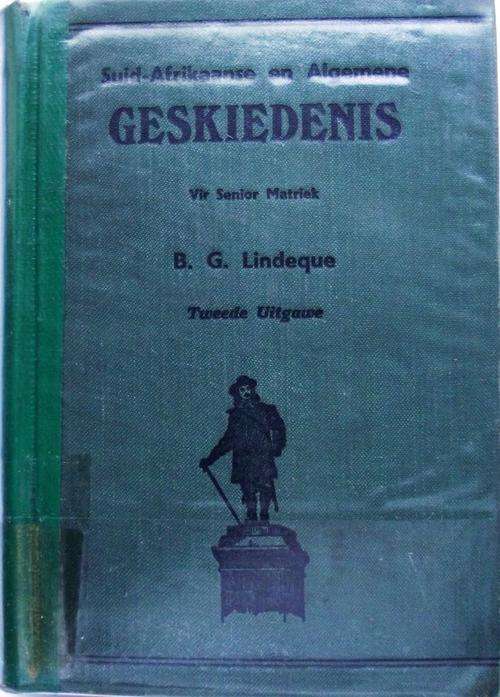 Suid-Afrikaanse en Algemene
GESKIEDENIS
Vir Senior Matriek
B. G. Lindeque
Tweede Uitgawe